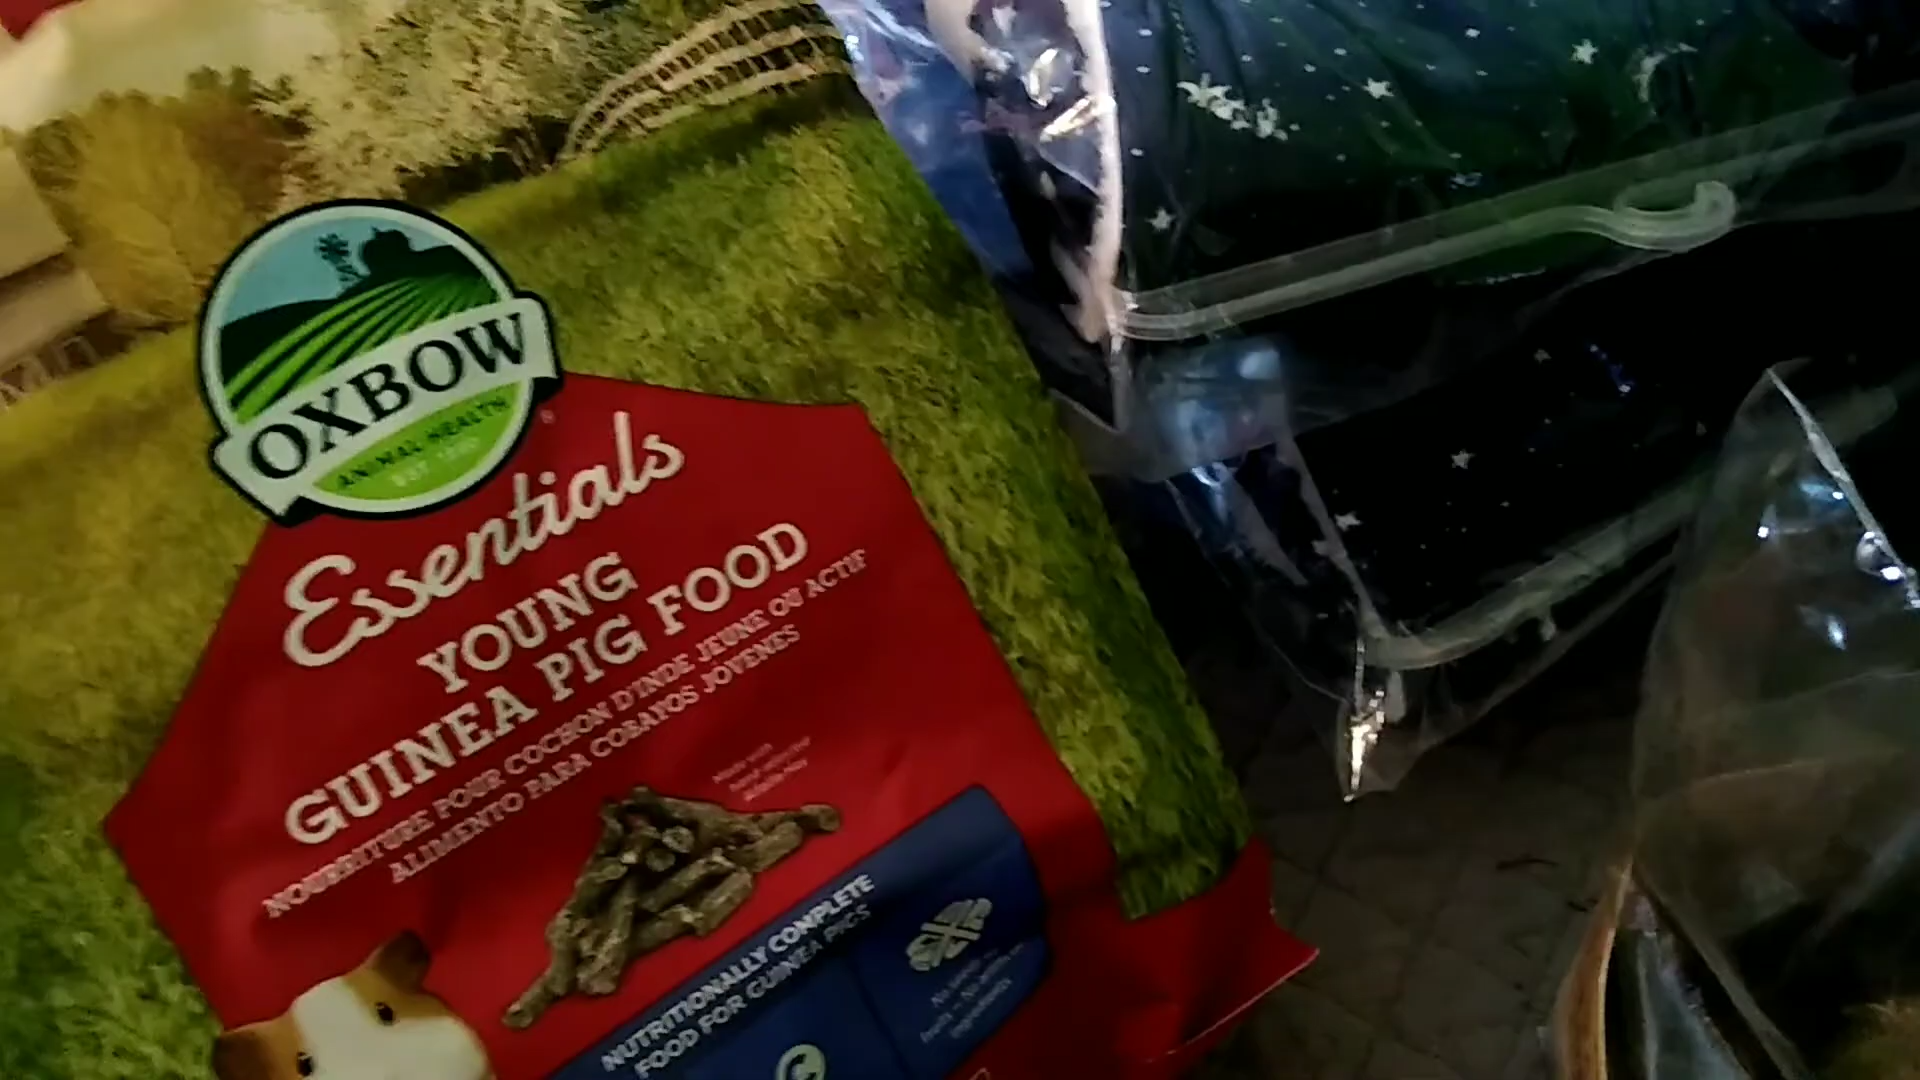 OXBOW
ANIMAL HEALTH
Essentials
YOUNG
GUINEA PIG FOOD
NOURRITURE POUR COCHON D'INDE JEUNE OU ACTIF
ALIMENTO PARA COBAYOS JÓVENES
NUTRITIONALLY COMPLETE
FOOD FOR GUINEA PIGS